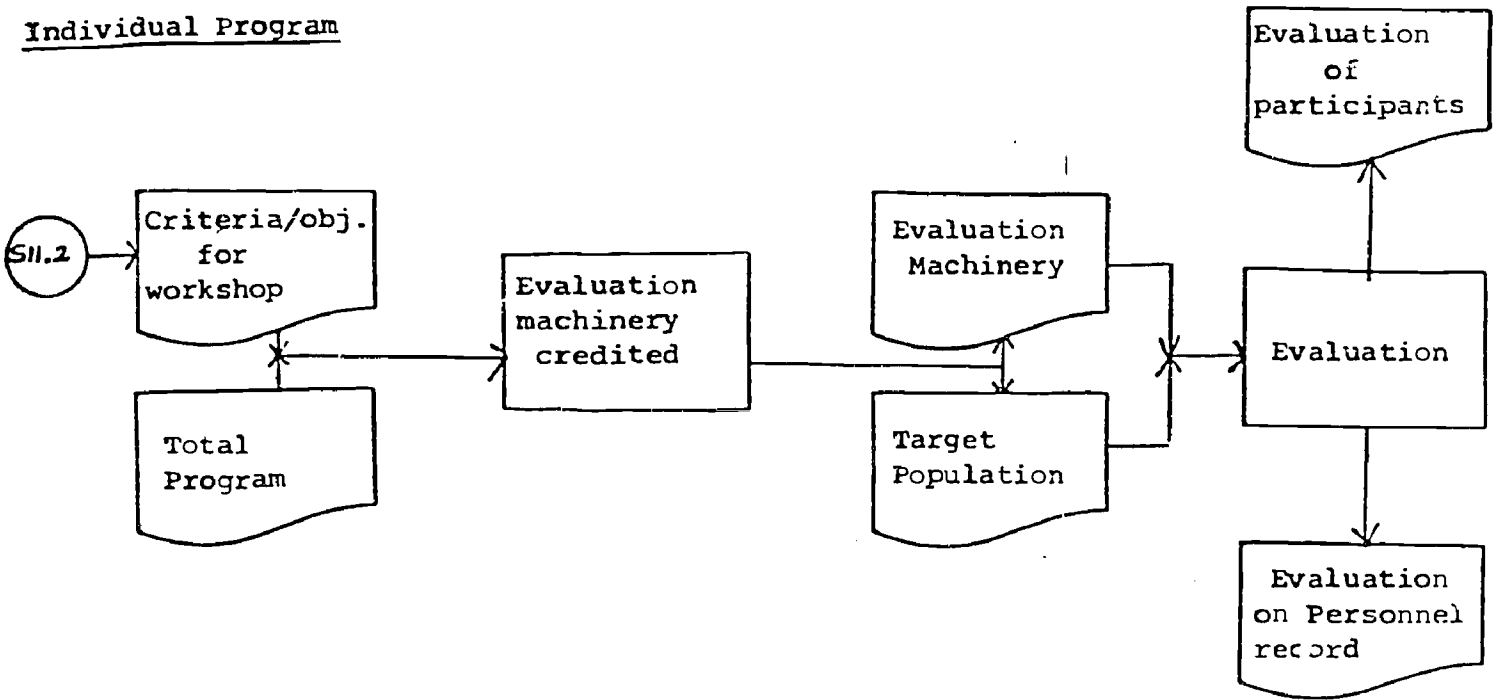 Individual Program
Evaluation
of
participants
S11.2
Criteria/obj.
for
workshop
Evaluation
machinery
credited
Evaluation
Machinery
Evaluation
Total
Program
Target
Population
Evaluation
on Personnel
record